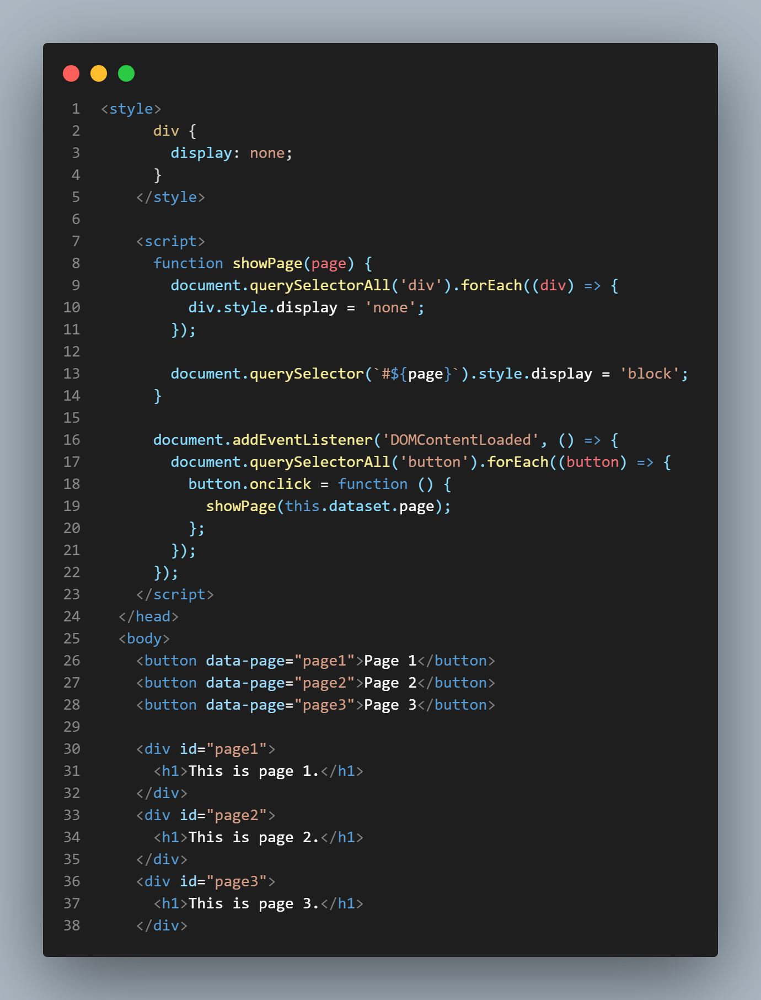 1 <style>
2       div {
3         display: none;
4       }
5     </style>
6
7     <script>
8       function showPage(page) {
9         document.querySelectorAll('div').forEach((div) => {
10           div.style.display = 'none';
11         });
12
13         document.querySelector(`#${page}`).style.display = 'block';
14       }
15
16       document.addEventListener('DOMContentLoaded', () => {
17         document.querySelectorAll('button').forEach((button) => {
18           button.onclick = function () {
19             showPage(this.dataset.page);
20           };
21         });
22       });
23     </script>
24   </head>
25   <body>
26     <button data-page="page1">Page 1</button>
27     <button data-page="page2">Page 2</button>
28     <button data-page="page3">Page 3</button>
29
30     <div id="page1">
31       <h1>This is page 1.</h1>
32     </div>
33     <div id="page2">
34       <h1>This is page 2.</h1>
35     </div>
36     <div id="page3">
37       <h1>This is page 3.</h1>
38     </div>